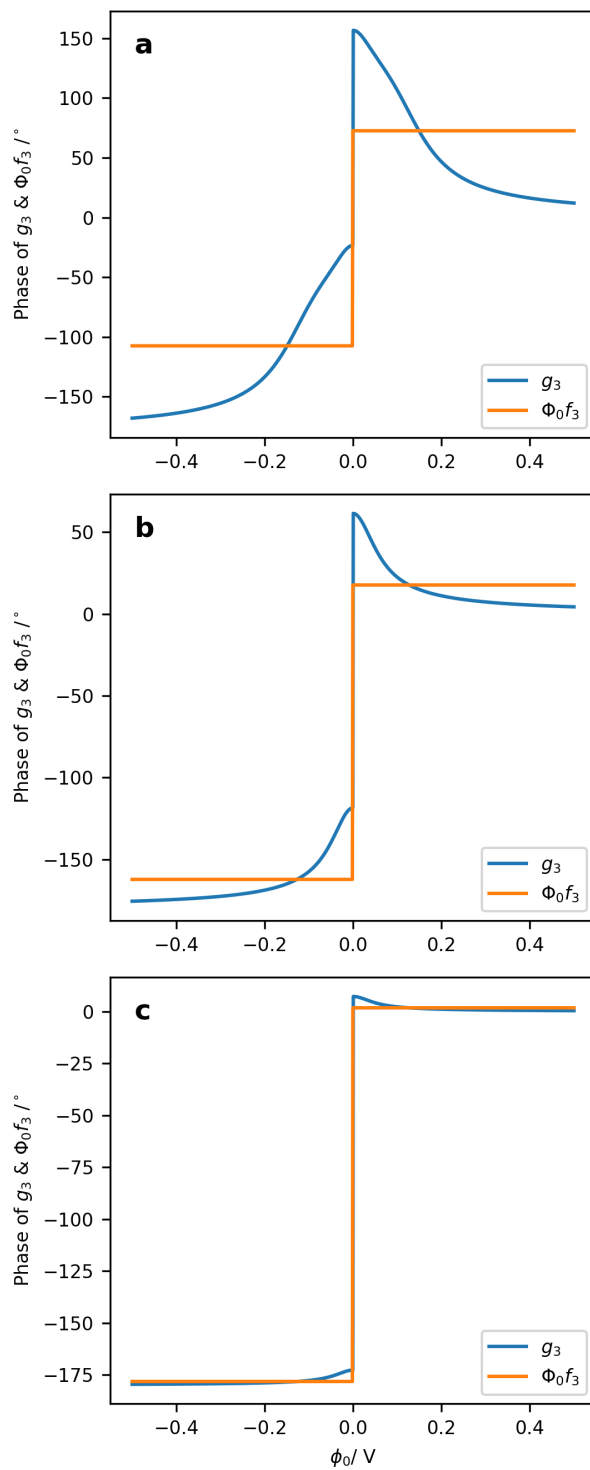 a
150
100
50
0
−50
−100
−150
Phase of g₃ & Φ₀f₃ /°
g₃
Φ₀f₃
−0.4 −0.2 0.0 0.2 0.4
b
50
0
−50
−100
−150
Phase of g₃ & Φ₀f₃ /°
g₃
Φ₀f₃
−0.4 −0.2 0.0 0.2 0.4
c
0
−25
−50
−75
−100
−125
−150
−175
Phase of g₃ & Φ₀f₃ /°
g₃
Φ₀f₃
−0.4 −0.2 0.0 0.2 0.4
ϕ₀/ V